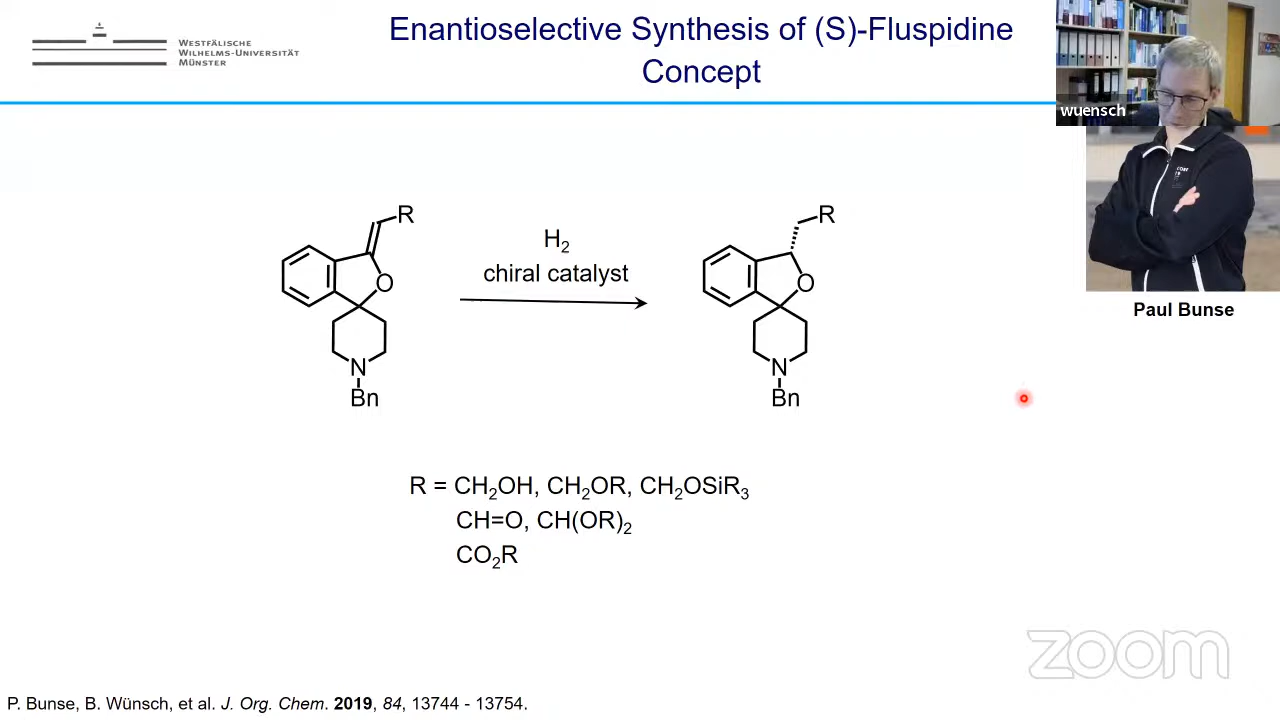 WESTFÄLISCHE
WILHELMS-UNIVERSITÄT
MÜNSTER
Enantioselective Synthesis of (S)-Fluspidine
Concept
wuensch
Paul Bunse
R
O
N
Bn
H₂
chiral catalyst
R
O
N
Bn
R = CH₂OH, CH₂OR, CH₂OSiR₃
CH=O, CH(OR)₂
CO₂R
zoom
P. Bunse, B. Wünsch, et al. J. Org. Chem. 2019, 84, 13744 - 13754.